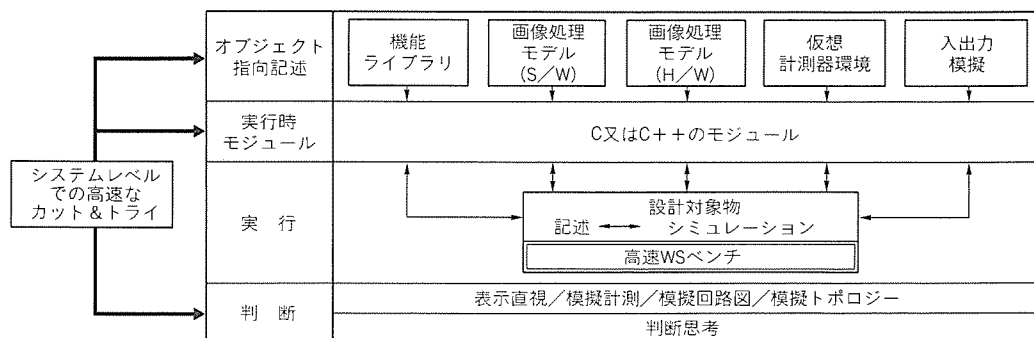 システムレベル
での高速な
カット＆トライ
オブジェクト
指向記述
機能
ライブラリ
画像処理
モデル
(S／W)
画像処理
モデル
(H／W)
仮想
計測器環境
入出力
模擬
実行時
モジュール
C又はC＋＋のモジュール
実　行
設計対象物
記述
シミュレーション
高速WSベンチ
判　断
表示直視／模擬計測／模擬回路図／模擬トポロジー
判断思考